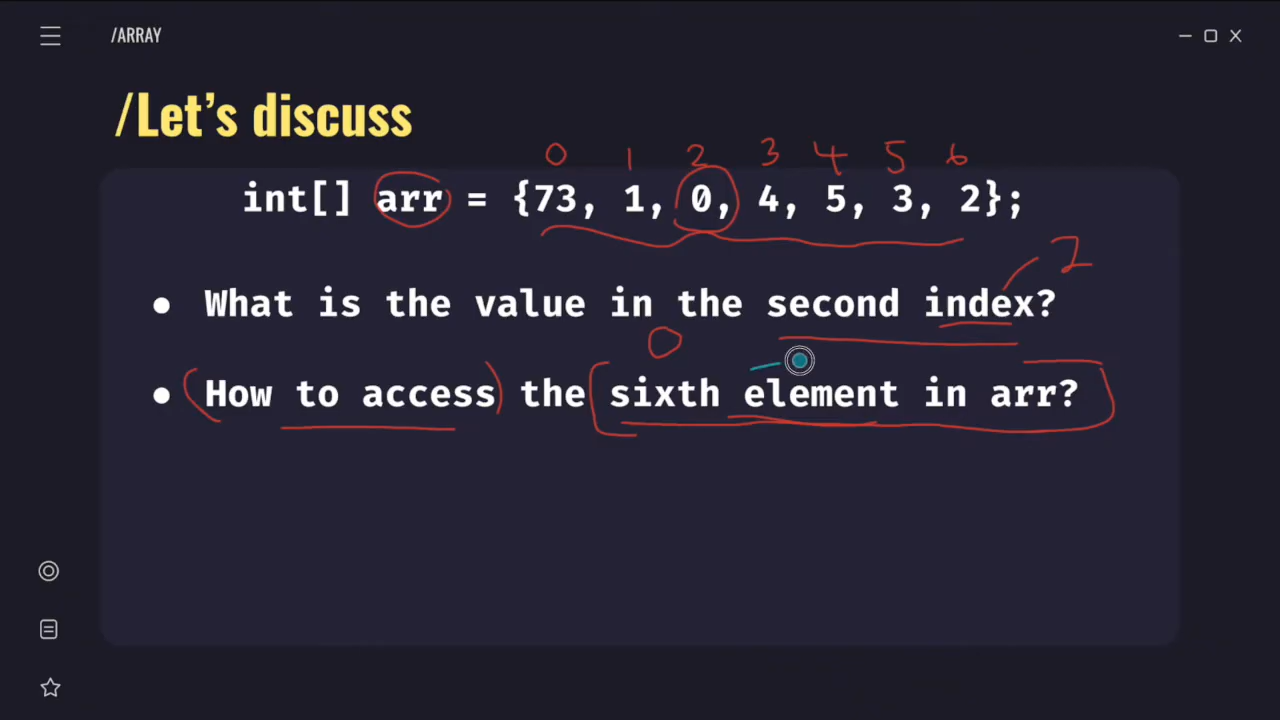 /ARRAY
/Let's discuss
0 1 2 3 4 5 6
int[] arr = {73, 1, 0, 4, 5, 3, 2};
2
● What is the value in the second index?
0
● How to access the sixth element in arr?